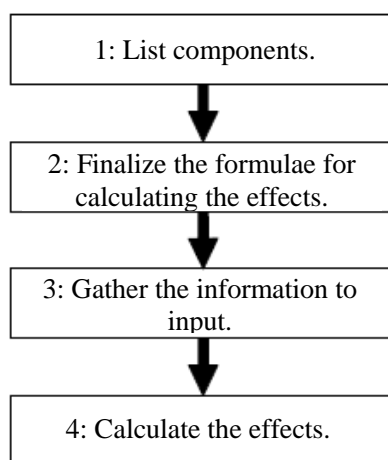 1: List components.
2: Finalize the formulae for
calculating the effects.
3: Gather the information to
input.
4: Calculate the effects.